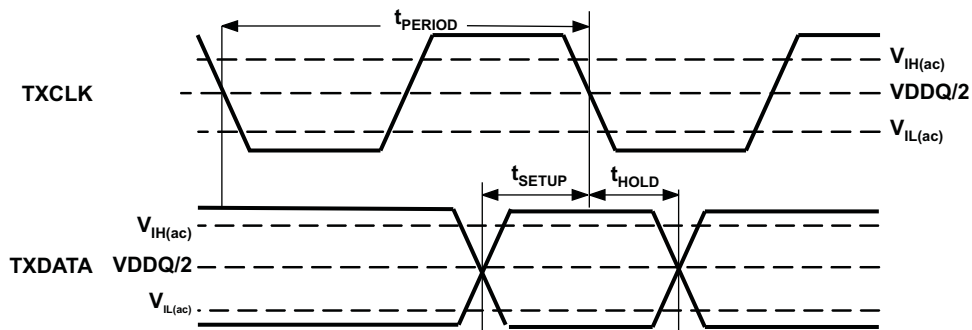 tPERIOD
VIH(ac)
TXCLK
VDDQ/2
VIL(ac)
tSETUP
tHOLD
VIH(ac)
TXDATA
VDDQ/2
VIL(ac)